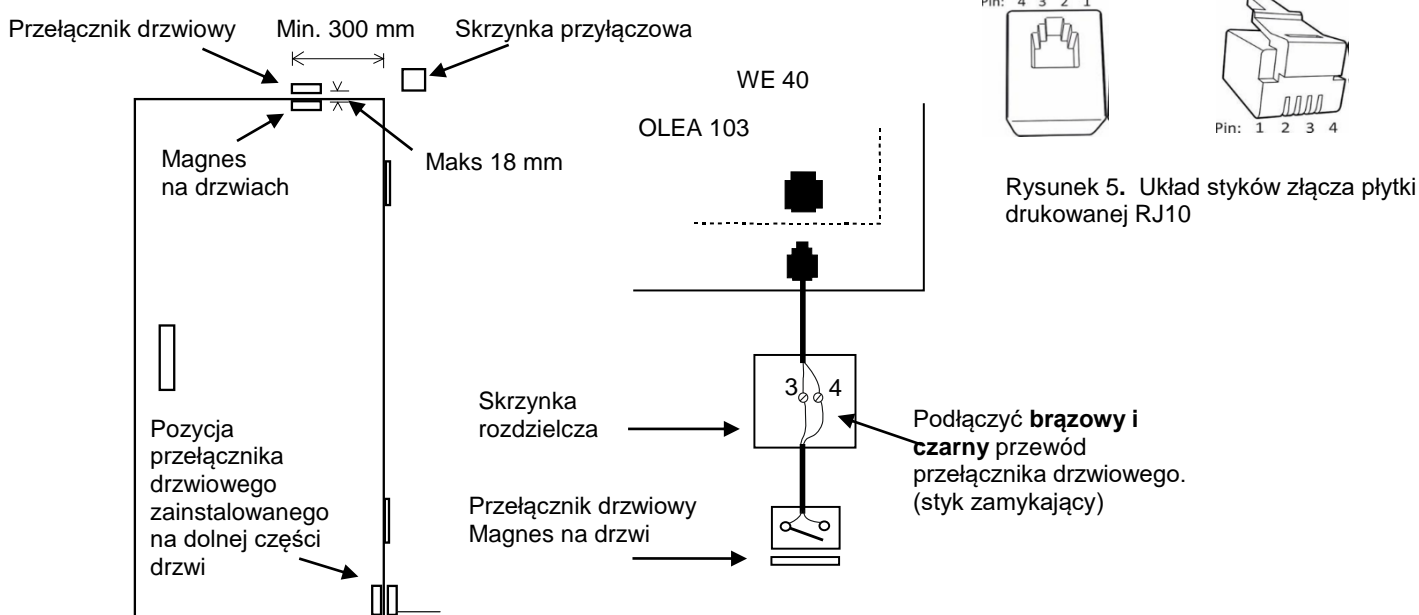 Pin: 4 3 2 1
Przełącznik drzwiowy
Min. 300 mm
Skrzynka przyłączowa
Magnes
na drzwiach
Maks 18 mm
Pozycja
przełącznika
drzwiowego
zainstalowanego
na dolnej części
drzwi
WE 40
OLEA 103
3
4
Skrzynka
rozdzielcza
Przełącznik drzwiowy
Magnes na drzwi
Podłączyć brązowy i
czarny przewód
przełącznika drzwiowego.
(styk zamykający)
Pin: 1 2 3 4
Rysunek 5. Układ styków złącza płytki
drukowanej RJ10